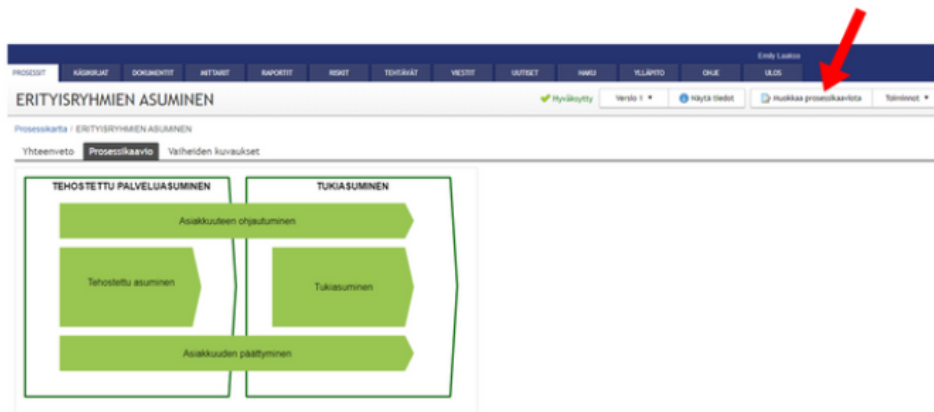 Emily Laakso
PROSESSIT KÄSIKIRJAT DOKUMENTIT MITTARIT RAPORTIT RISKIT TEHTÄVÄT VIESTIT UUTISET HAKU YLLÄPITO OHJE ULOS
ERITYISRYHMIEN ASUMINEN Hyväksytty Versio 1 Näytä tiedot Muokkaa prosessikaaviota Toiminnot
Prosessikartta / ERITYISRYHMIEN ASUMINEN
Yhteenveto Prosessikaavio Vaiheiden kuvaukset
TEHOSTETTU PALVELUASUMINEN TUKIASUMINEN
Asiakkuuteen ohjautuminen
Tehostettu asuminen Tukiasuminen
Asiakkuuden päättyminen